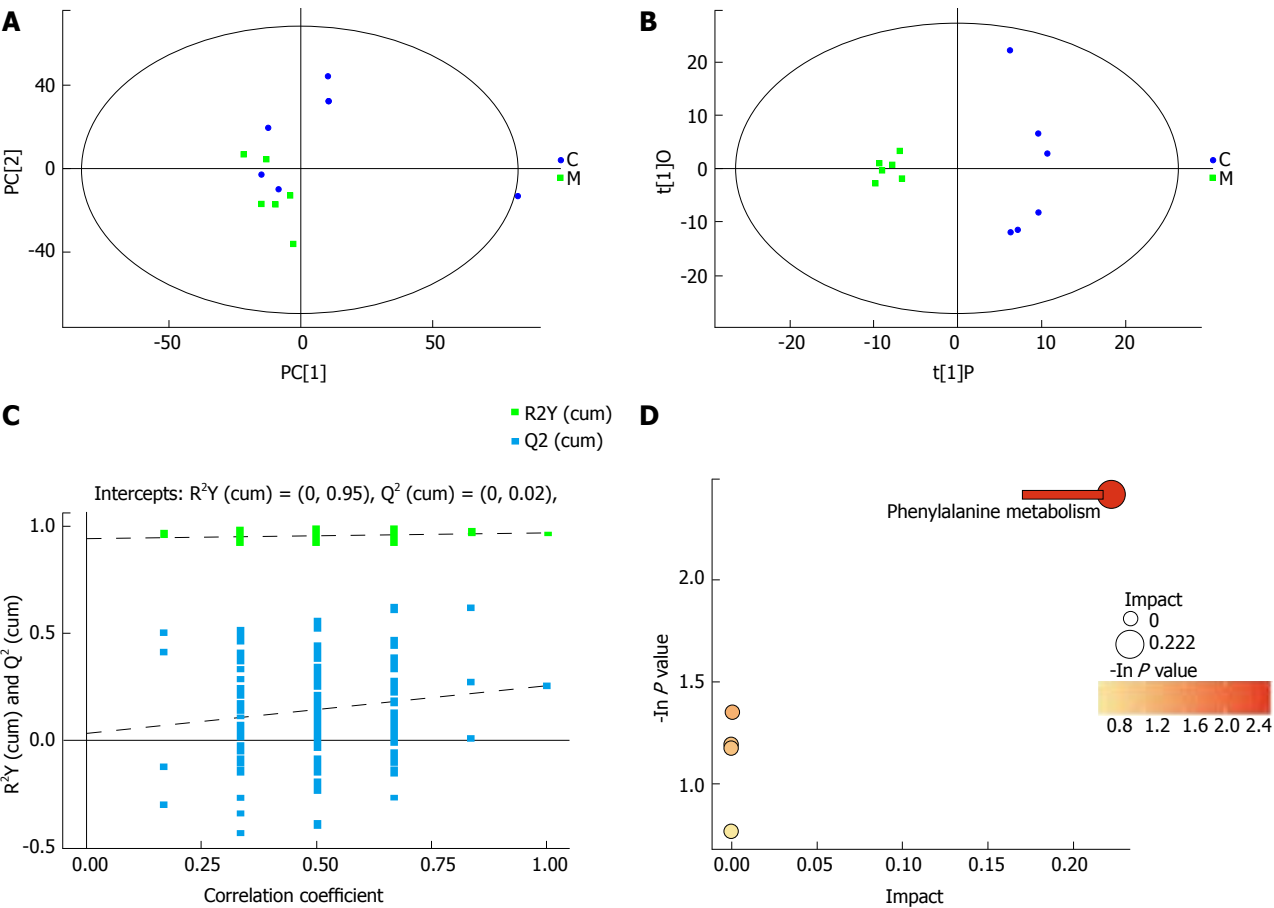 A
PC[2]
40
0
-40
-50
0
50
PC[1]
C
M
B
t[1]O
20
10
0
-10
-20
-20
-10
0
10
20
t[1]P
C
M
C
R2Y (cum)
Q2 (cum)
Intercepts: R²Y (cum) = (0, 0.95), Q² (cum) = (0, 0.02),
R²Y (cum) and Q² (cum)
1.0
0.5
0.0
-0.5
0.00
0.25
0.50
0.75
1.00
Correlation coefficient
D
Phenylalanine metabolism
-In P value
2.0
1.5
1.0
0.00
0.05
0.10
0.15
0.20
Impact
Impact
0
0.222
-In P value
0.8 1.2 1.6 2.0 2.4